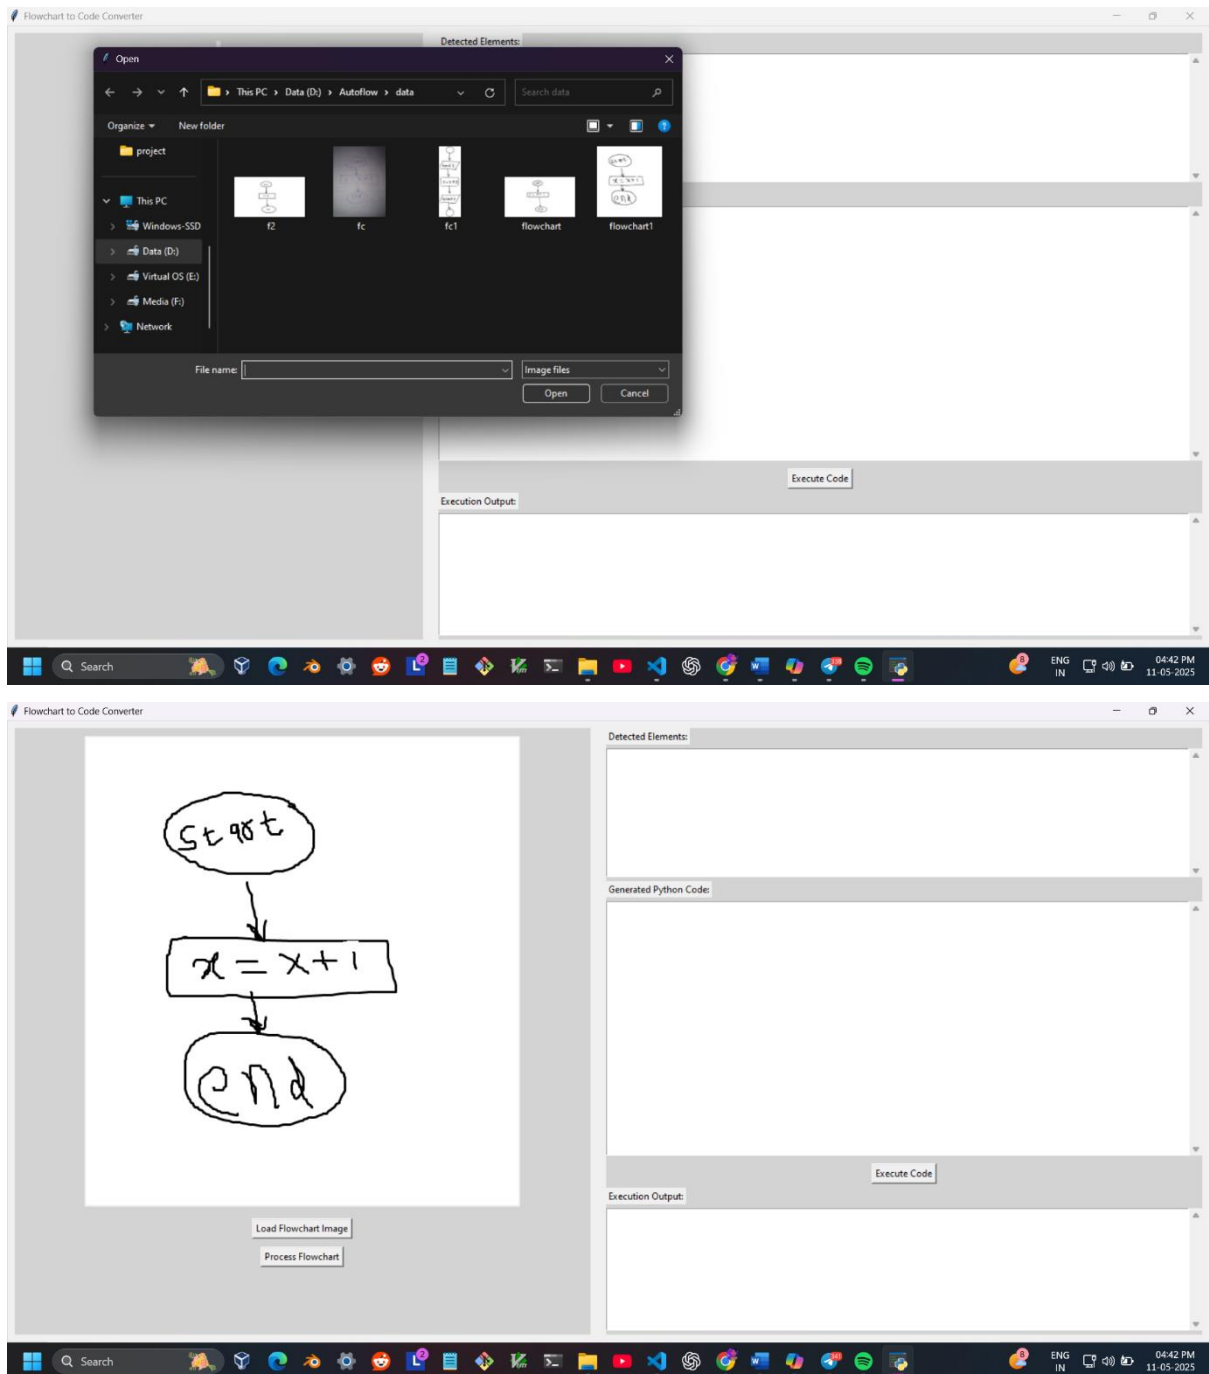 Flowchart to Code Converter
Detected Elements:
Open
This PC > Data (D:) > Autoflow > data
Search data
Organize
New folder
project
This PC
Windows-SSD
Data (D:)
Virtual OS (E:)
Media (F:)
Network
f2
fc
fc1
flowchart
flowchart1
File name:
Image files
Open
Cancel
Execute Code
Execution Output:
Search
ENG
IN
04:42 PM
11-05-2025
Flowchart to Code Converter
Detected Elements:
start
x = x+1
end
Generated Python Code:
Execute Code
Execution Output:
Load Flowchart Image
Process Flowchart
Search
ENG
IN
04:42 PM
11-05-2025